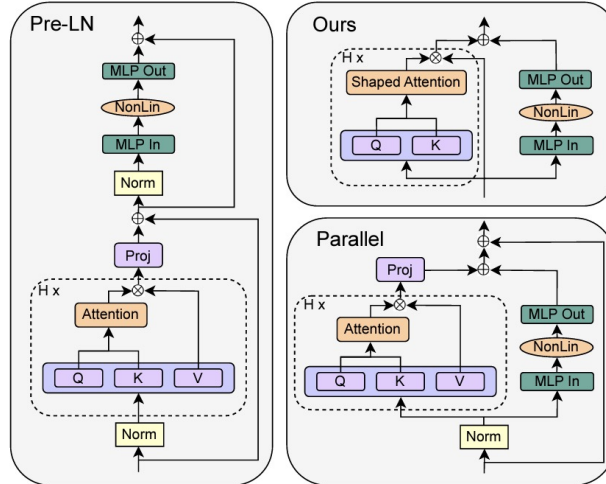 Pre-LN
MLP Out
NonLin
MLP In
Norm
Proj
H x
Attention
Q K V
Norm
Ours
H x
Shaped Attention
Q K
MLP Out
NonLin
MLP In
Parallel
Proj
H x
Attention
Q K V
MLP Out
NonLin
MLP In
Norm